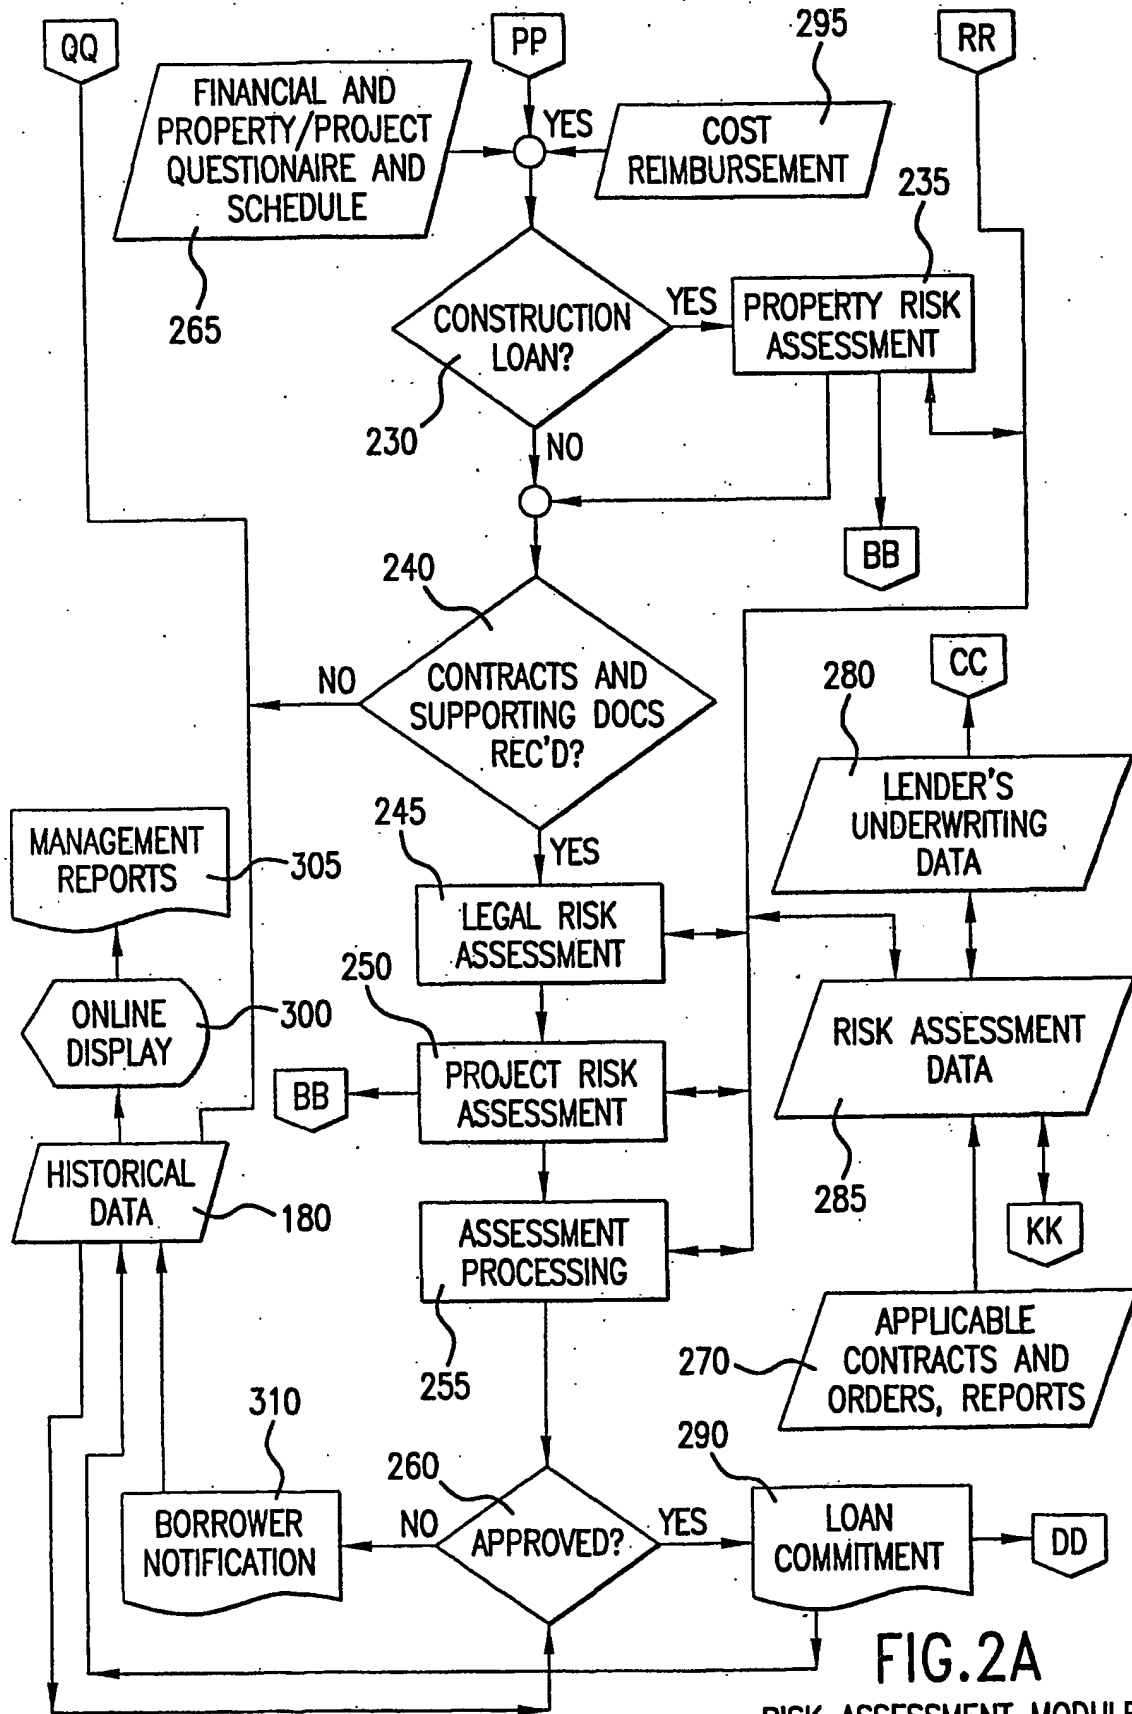 QQ
PP
295
RR
FINANCIAL AND
PROPERTY/PROJECT
QUESTIONAIRE AND
SCHEDULE
YES
COST
REIMBURSEMENT
235
265
CONSTRUCTION
LOAN?
YES
PROPERTY RISK
ASSESSMENT
230
NO
BB
240
CONTRACTS AND
SUPPORTING DOCS
REC'D?
NO
CC
280
LENDER'S
UNDERWRITING
DATA
245
YES
MANAGEMENT
REPORTS
305
LEGAL RISK
ASSESSMENT
250
ONLINE
DISPLAY
300
RISK ASSESSMENT
DATA
BB
PROJECT RISK
ASSESSMENT
HISTORICAL
DATA
180
285
KK
ASSESSMENT
PROCESSING
255
270
APPLICABLE
CONTRACTS AND
ORDERS, REPORTS
310
260
290
BORROWER
NOTIFICATION
NO
APPROVED?
YES
LOAN
COMMITMENT
DD
FIG.2A
RISK ASSESSMENT MODULE